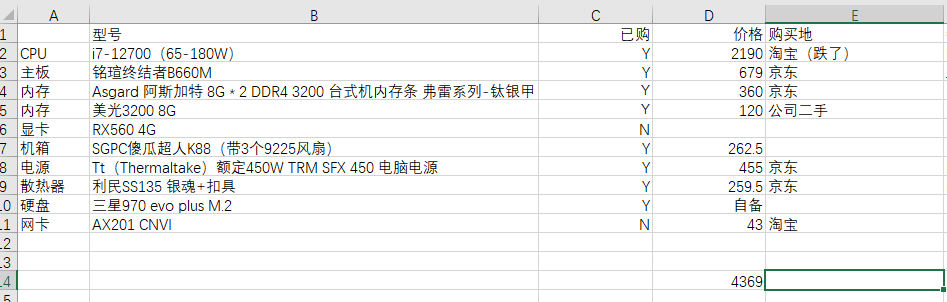 A B C D E
1 型号 已购 价格 购买地
2 CPU i7-12700（65-180W） Y 2190 淘宝（跌了）
3 主板 铭瑄终结者B660M Y 679 京东
4 内存 Asgard 阿斯加特 8G * 2 DDR4 3200 台式机内存条 弗雷系列-钛银甲 Y 360 京东
5 内存 美光3200 8G Y 120 公司二手
6 显卡 RX560 4G N
7 机箱 SGPC傻瓜超人K88（带3个9225风扇） Y 262.5
8 电源 Tt（Thermaltake）额定450W TRM SFX 450 电脑电源 Y 455 京东
9 散热器 利民SS135 银魂+扣具 Y 259.5 京东
.0 硬盘 三星970 evo plus M.2 Y 自备
.1 网卡 AX201 CNVI N 43 淘宝
.2
.3
.4 4369
.5